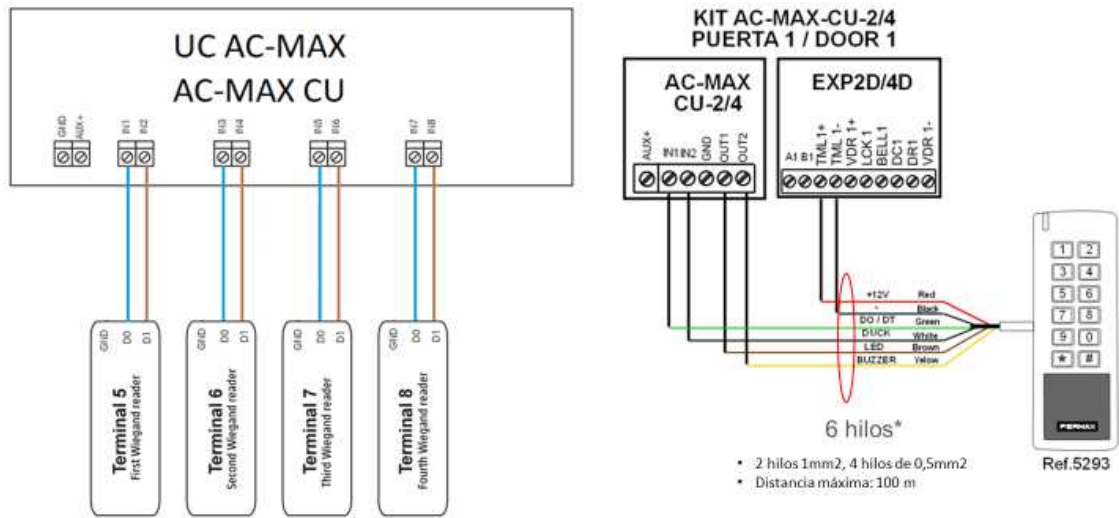 UC AC-MAX
AC-MAX CU
GND
AUX+
IN1
IN2
IN3
IN4
IN5
IN6
IN7
IN8
GND
D0
D1
Terminal 5
First Wiegand reader
GND
D0
D1
Terminal 6
Second Wiegand reader
GND
D0
D1
Terminal 7
Third Wiegand reader
GND
D0
D1
Terminal 8
Fourth Wiegand reader
KIT AC-MAX-CU-2/4
PUERTA 1 / DOOR 1
AC-MAX
CU-2/4
AUX+
IN1
IN2
GND
OUT1
OUT2
EXP2D/4D
A1
B1
TML1+
TML 1-
VDR 1+
LCK 1
BELL1
DC1
DR1
VDR 1-
+12V Red
- Black
DO / DT Green
D1/CK White
LED Brown
BUZZER Yelow
1 2
3 4
5 6
7 8
9 0
* #
FERMAX
Ref.5293
6 hilos*
• 2 hilos 1mm2, 4 hilos de 0,5mm2
• Distancia máxima: 100 m